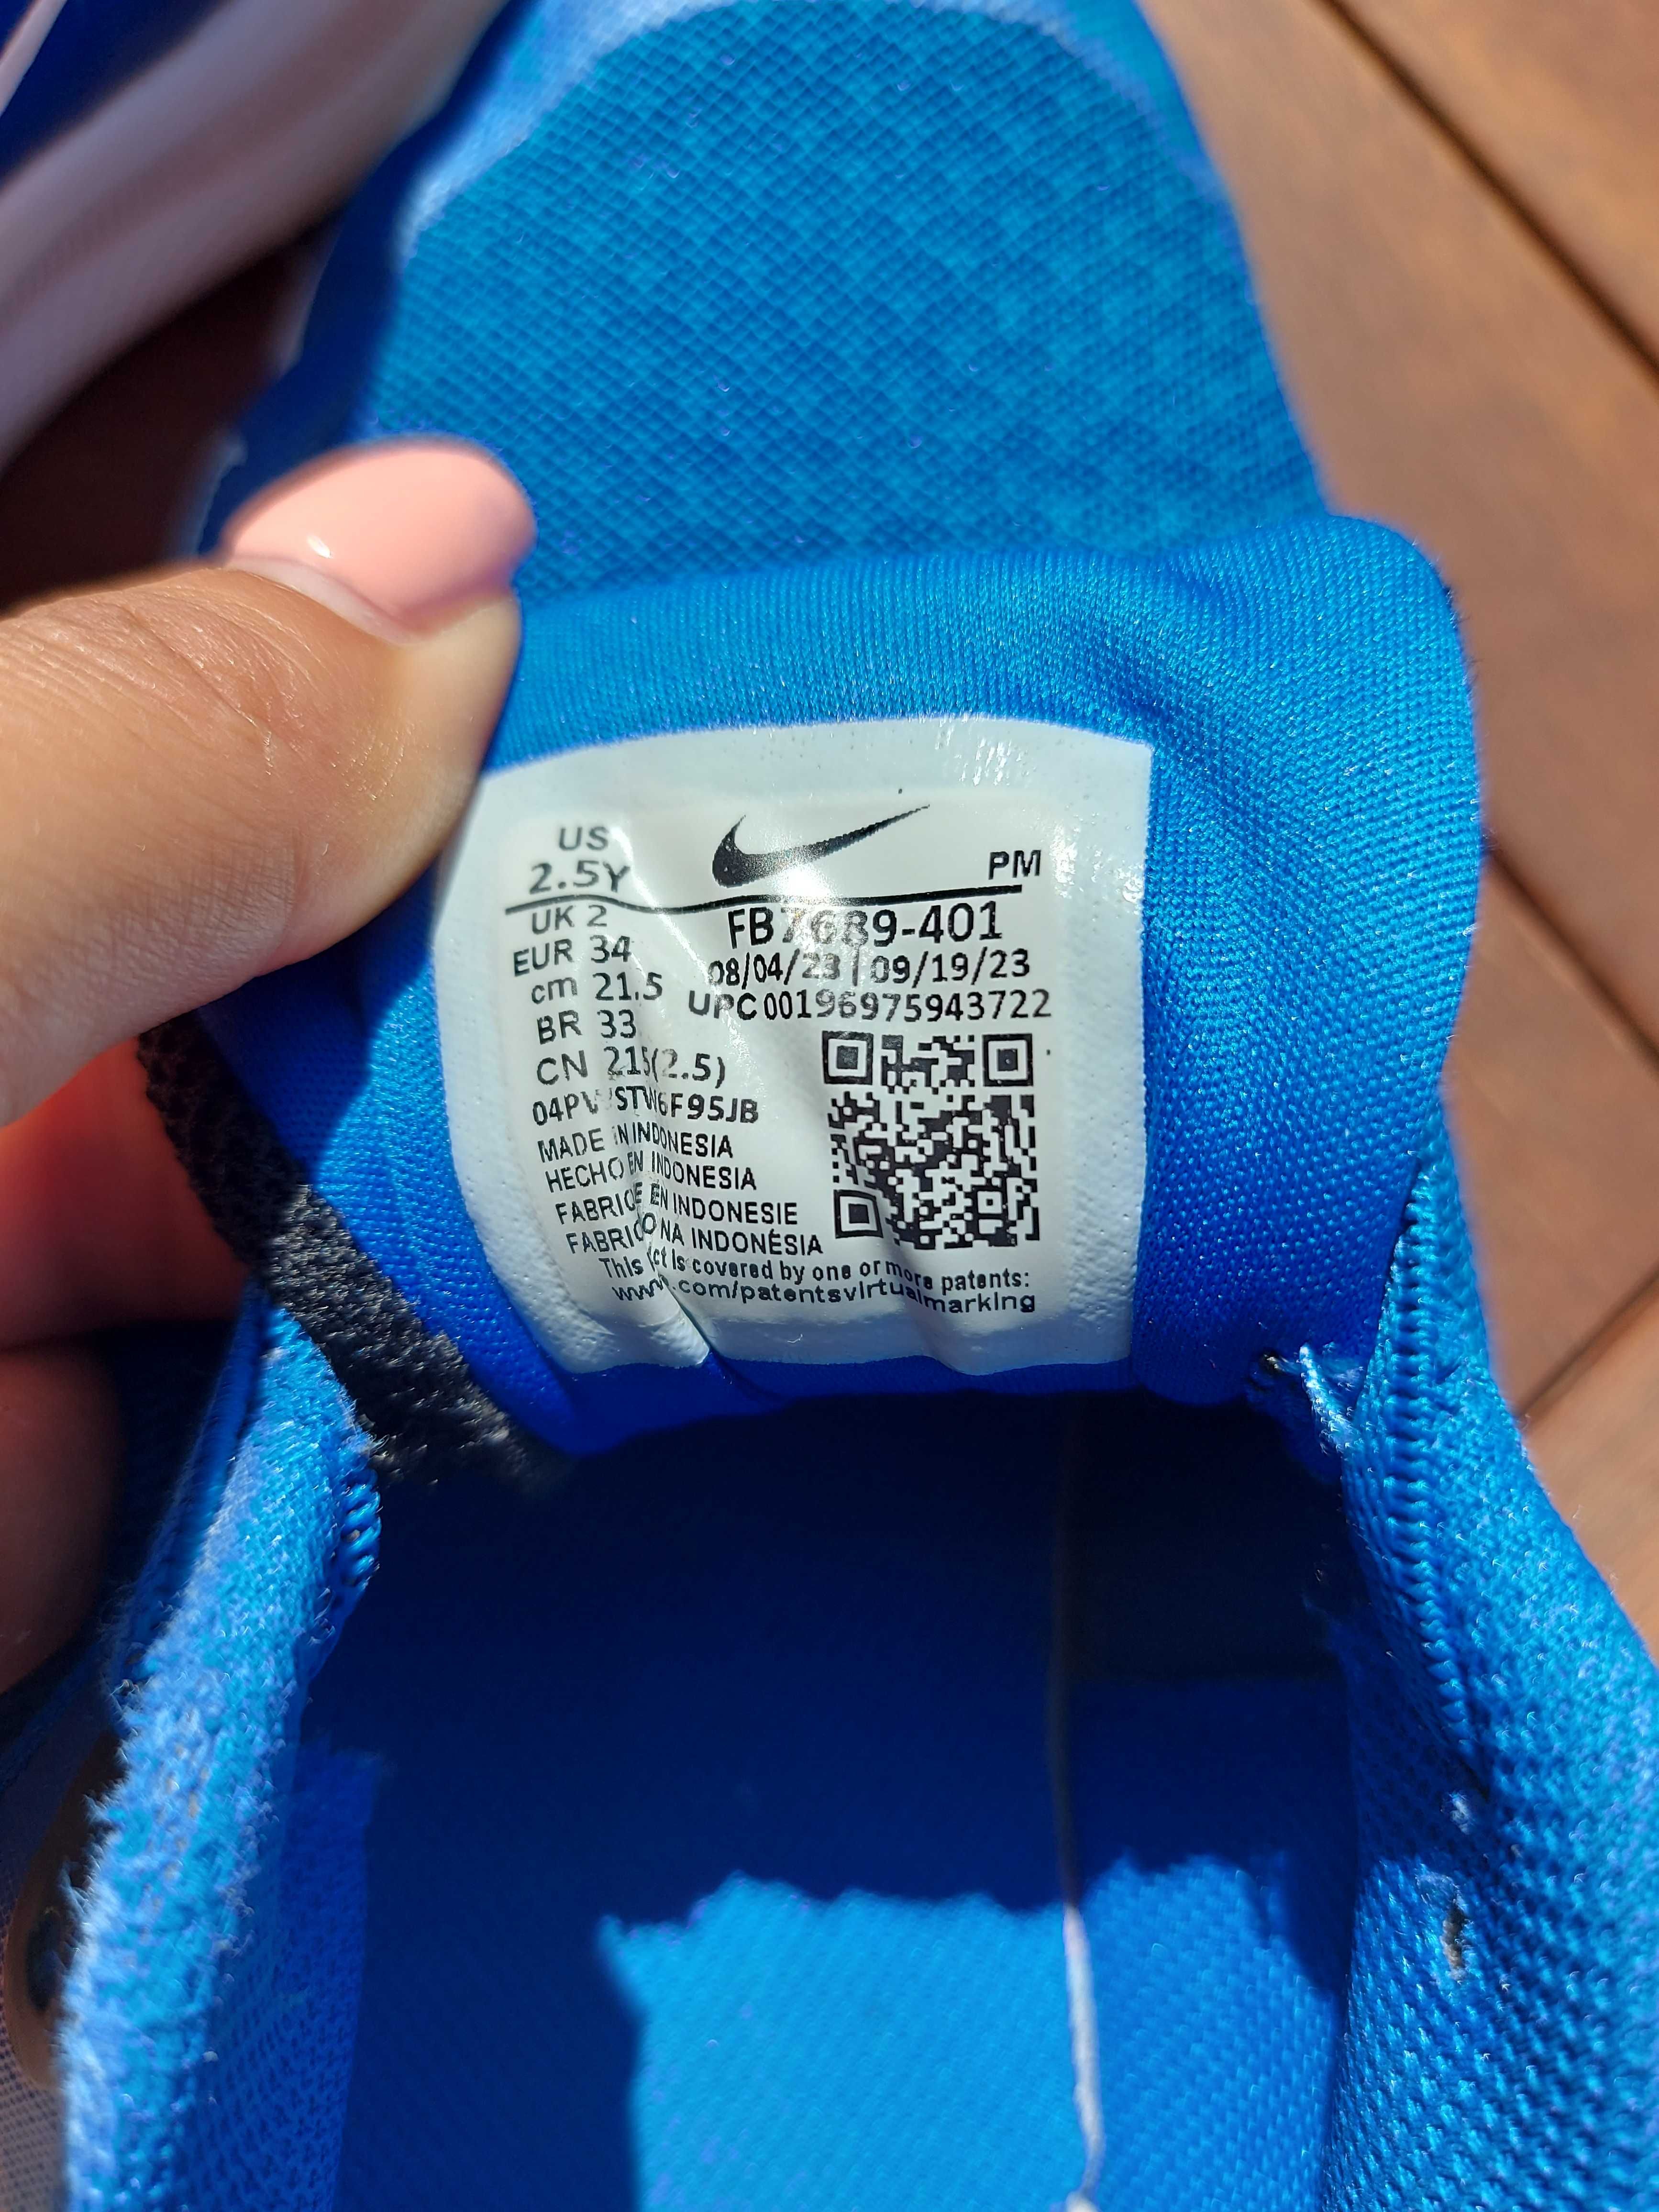 US
2.5Y
PM
UK 2
EUR 34
cm 21.5
BR 33
CN 215(2.5)
FB7689-401
08/04/23 | 09/19/23
UPC 00196975943722
MADE IN INDONESIA
HECHO EN INDONESIA
FABRIQUE EN INDONESIE
FABRICADO NA INDONÉSIA
This is covered by one or more patents:
.com/patentsvirtualmarking